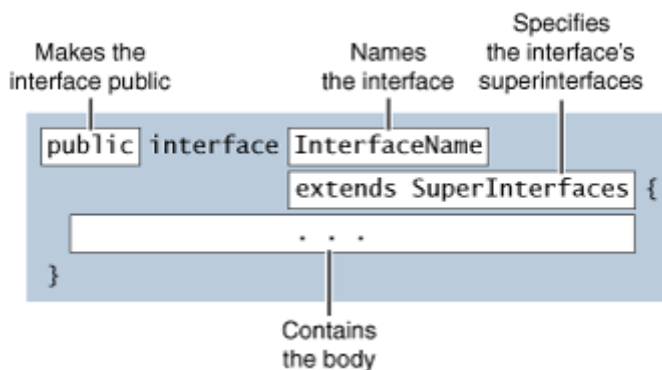 Makes the
interface public
Names
the interface
Specifies
the interface's
superinterfaces
public interface InterfaceName
extends SuperInterfaces {
. . .
}
Contains
the body